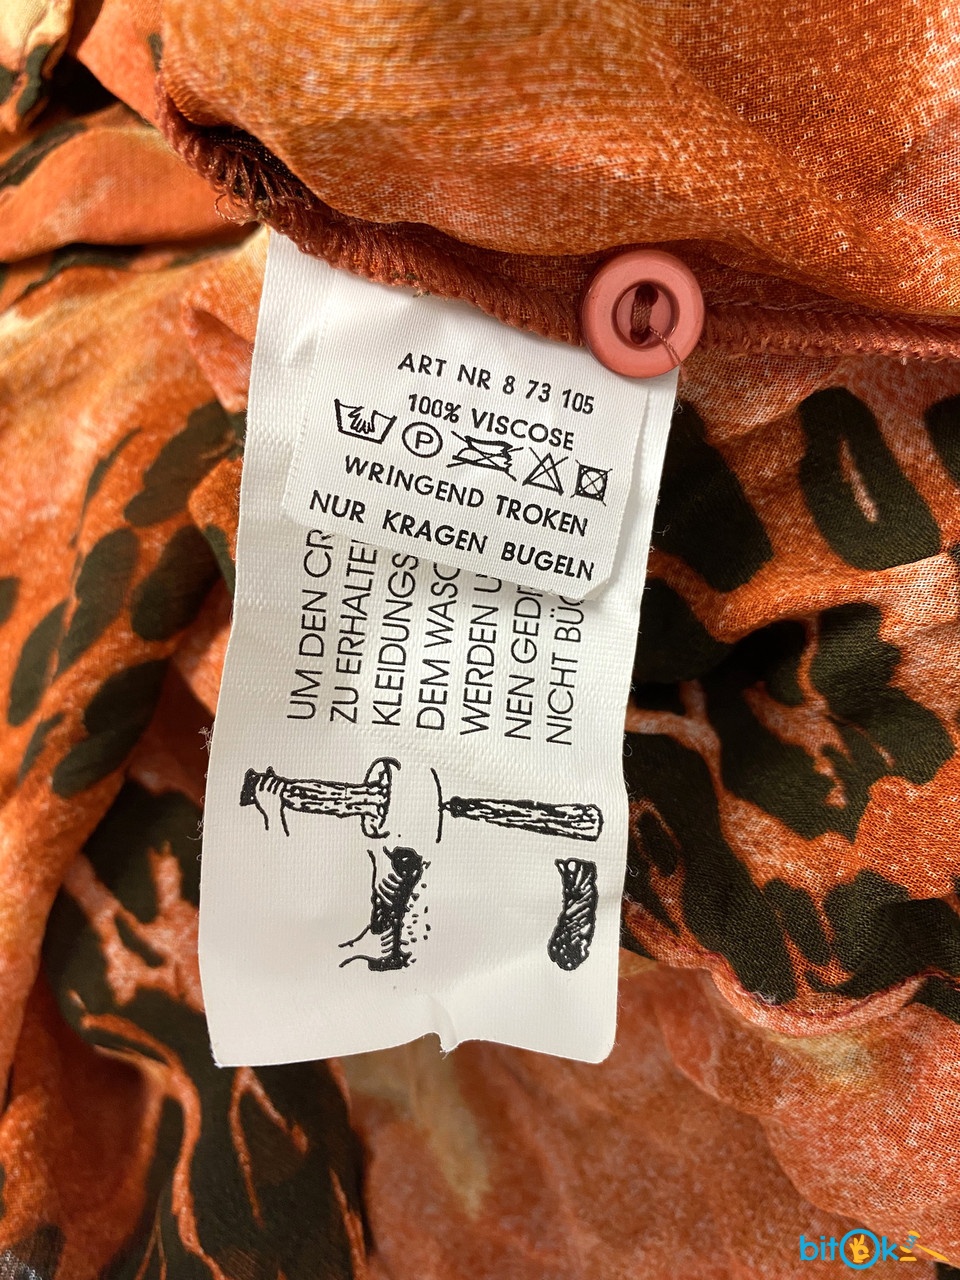 ART NR 8 73 105
100% VISCOSE
P
WRINGEND TROKEN
NUR KRAGEN BUGELN
UM DEN CR
ZU ERHALTE
KLEIDUNGS
DEM WASC
WERDEN U
NEN GED
NICHT BÜ
bitOk